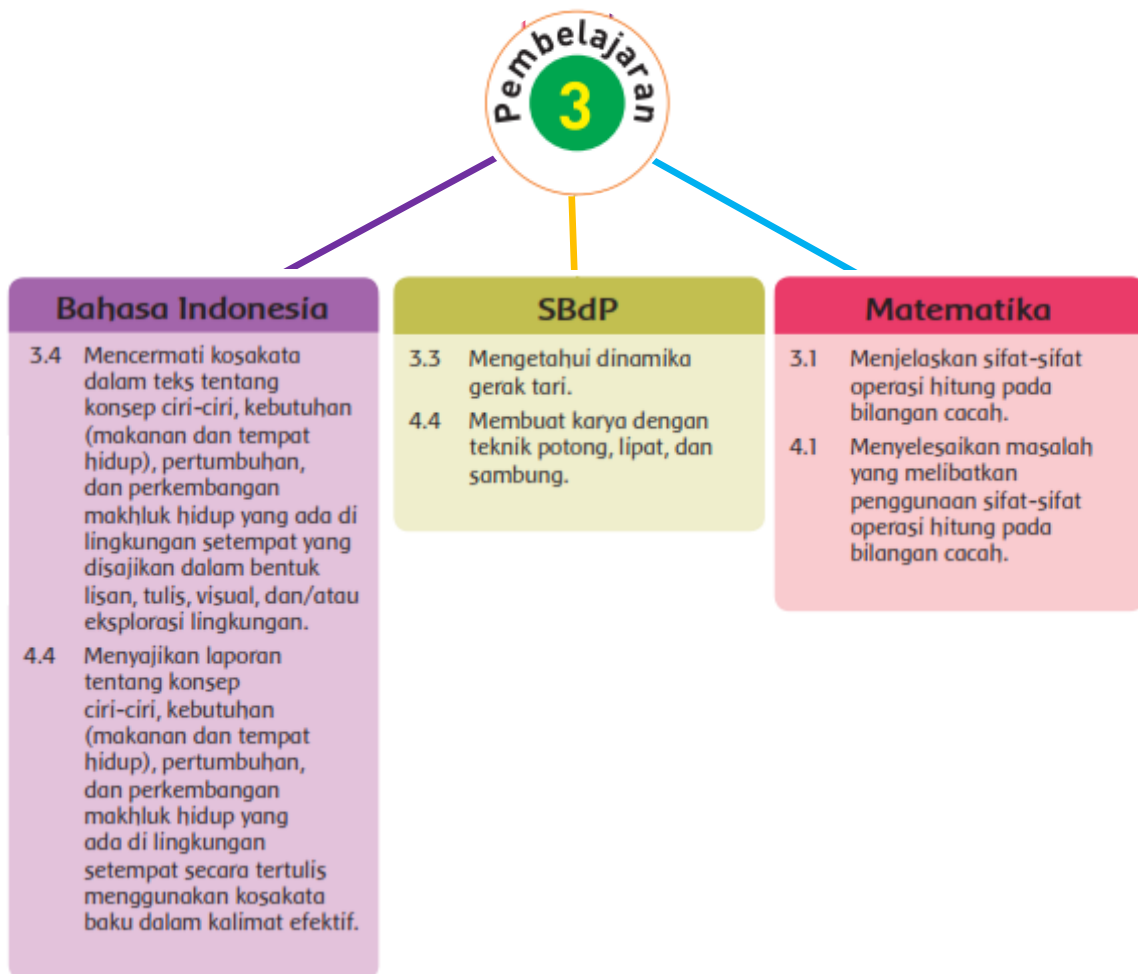 Pembelajaran
3
Bahasa Indonesia
3.4 Mencermati kosakata
dalam teks tentang
konsep ciri-ciri, kebutuhan
(makanan dan tempat
hidup), pertumbuhan,
dan perkembangan
makhluk hidup yang ada di
lingkungan setempat yang
disajikan dalam bentuk
lisan, tulis, visual, dan/atau
eksplorasi lingkungan.
4.4 Menyajikan laporan
tentang konsep
ciri-ciri, kebutuhan
(makanan dan tempat
hidup), pertumbuhan,
dan perkembangan
makhluk hidup yang
ada di lingkungan
setempat secara tertulis
menggunakan kosakata
baku dalam kalimat efektif.
SBdP
3.3 Mengetahui dinamika
gerak tari.
4.4 Membuat karya dengan
teknik potong, lipat, dan
sambung.
Matematika
3.1 Menjelaskan sifat-sifat
operasi hitung pada
bilangan cacah.
4.1 Menyelesaikan masalah
yang melibatkan
penggunaan sifat-sifat
operasi hitung pada
bilangan cacah.